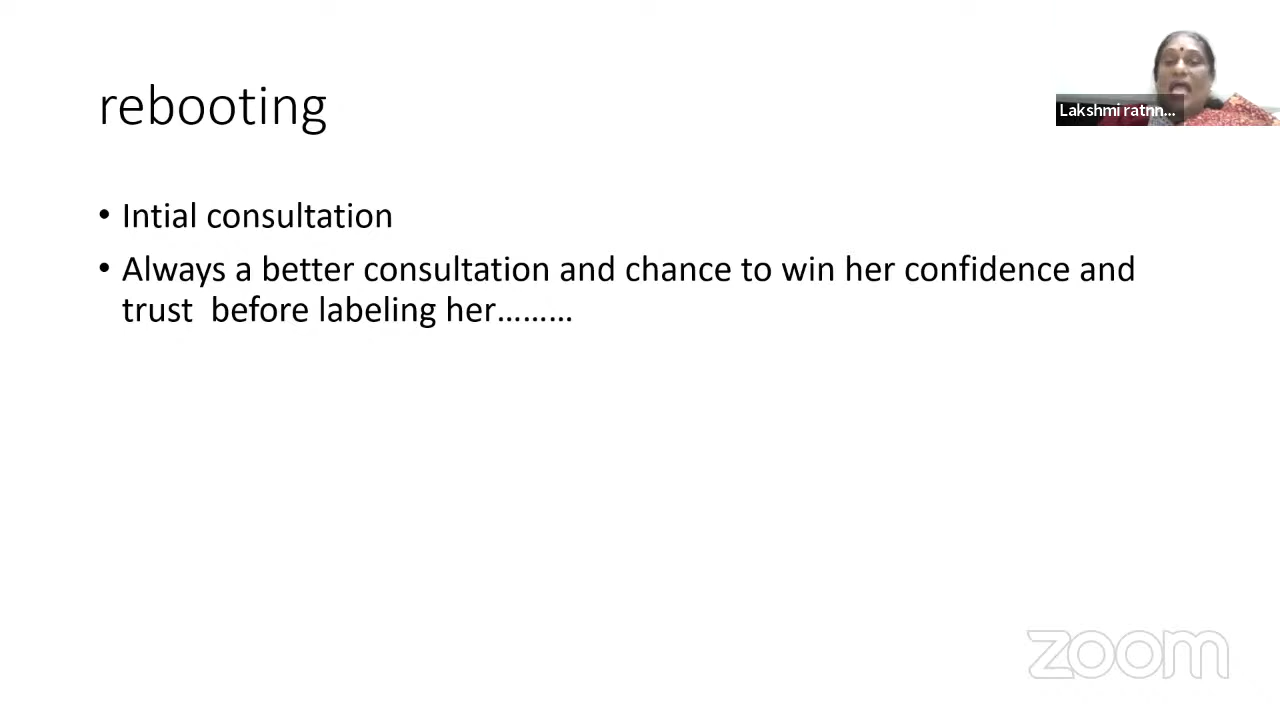 rebooting
Lakshmi ratnn...
• Intial consultation
• Always a better consultation and chance to win her confidence and
trust  before labeling her.........
zoom